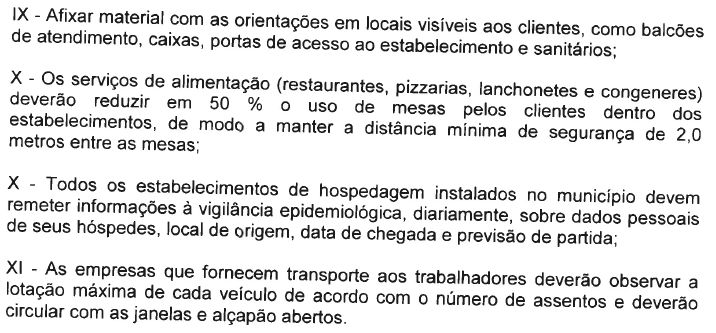 IX - Afixar material com as orientações em locais visíveis aos clientes, como balcões
de atendimento, caixas, portas de acesso ao estabelecimento e sanitários;
X - Os serviços de alimentação (restaurantes, pizzarias, lanchonetes e congeneres)
deverão reduzir em 50 % o uso de mesas pelos clientes dentro dos
estabelecimentos, de modo a manter a distância mínima de segurança de 2,0
metros entre as mesas;
X - Todos os estabelecimentos de hospedagem instalados no município devem
remeter informações à vigilância epidemiológica, diariamente, sobre dados pessoais
de seus hóspedes, local de origem, data de chegada e previsão de partida;
XI - As empresas que fornecem transporte aos trabalhadores deverão observar a
lotação máxima de cada veículo de acordo com o número de assentos e deverão
circular com as janelas e alçapão abertos.